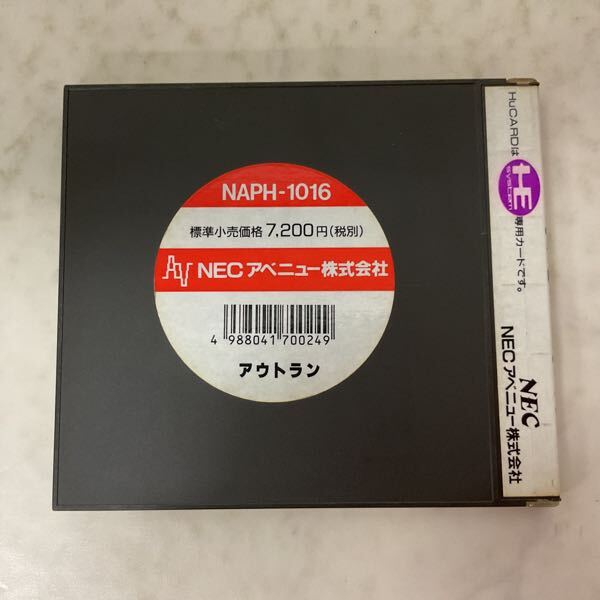 NAPH-1016
標準小売価格 7,200円(税別)
NECアベニュー株式会社
4 988041 700249
アウトラン
HuCARDは
HE
system
専用カードです。
NEC
NECアベニュー株式会社